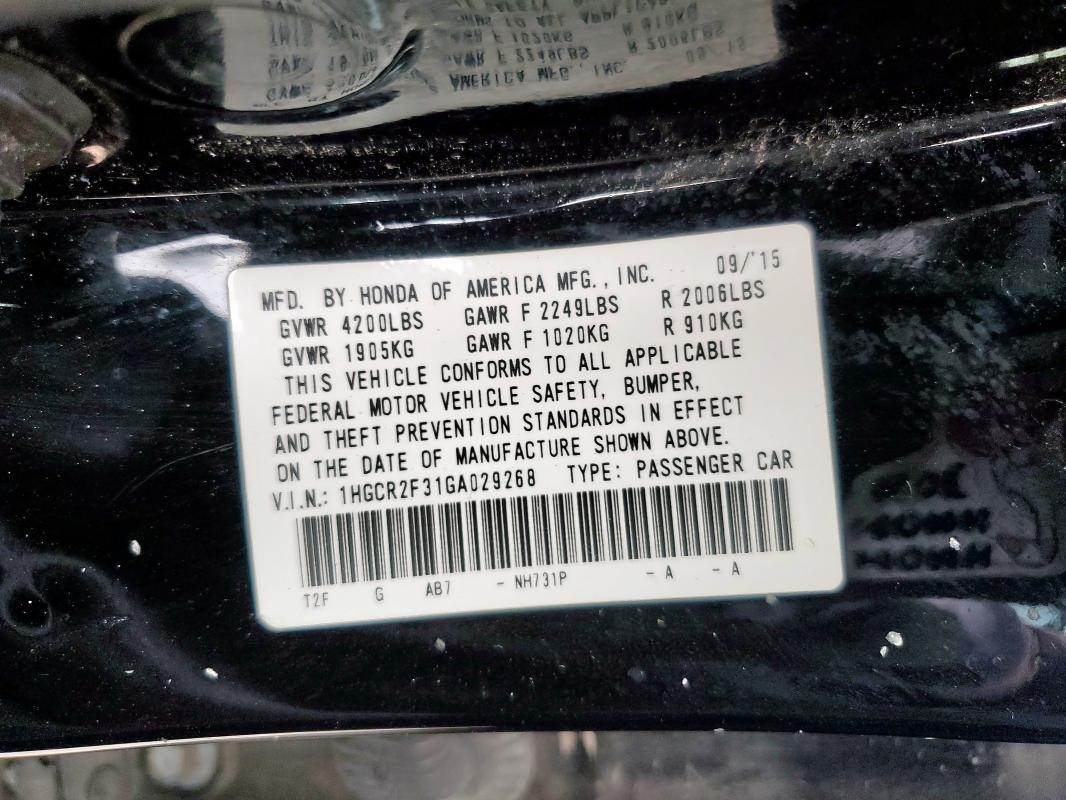 MFD. BY HONDA OF AMERICA MFG., INC. 09/'15
GVWR 4200LBS GAWR F 2249LBS R 2006LBS
GVWR 1905KG GAWR F 1020KG R 910KG
THIS VEHICLE CONFORMS TO ALL APPLICABLE
FEDERAL MOTOR VEHICLE SAFETY, BUMPER,
AND THEFT PREVENTION STANDARDS IN EFFECT
ON THE DATE OF MANUFACTURE SHOWN ABOVE.
V.I.N.: 1HGCR2F31GA029268 TYPE: PASSENGER CAR
T2F G AB7 - NH731P - A - A